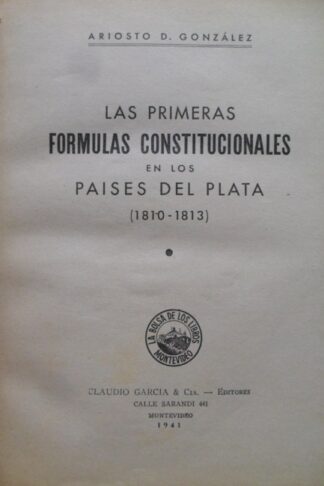 ARIOSTO D. GONZÁLEZ
LAS PRIMERAS
FORMULAS CONSTITUCIONALES
EN LOS
PAISES DEL PLATA
(1810-1813)
LA BOLSA DE LOS LIBROS
MONTEVIDEO
CLAUDIO GARCIA & Cia. — EDITORES
CALLE SARANDI 441
MONTEVIDEO
1941